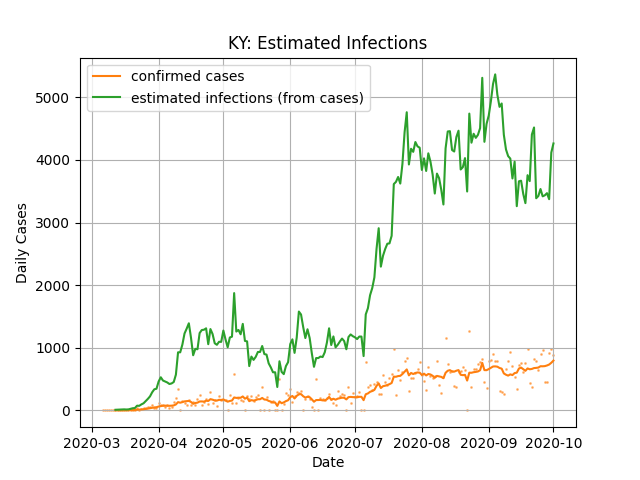 KY: Estimated Infections
confirmed cases
estimated infections (from cases)
5000
4000
3000
2000
1000
0
Daily Cases
2020-03 2020-04 2020-05 2020-06 2020-07 2020-08 2020-09 2020-10
Date